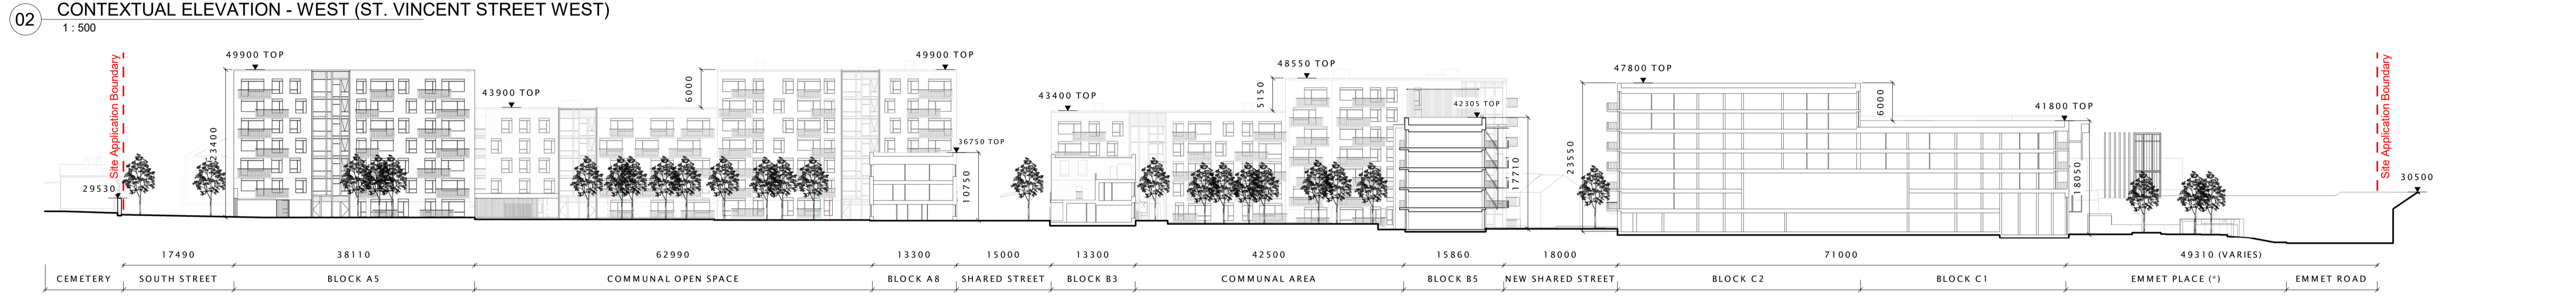 02
CONTEXTUAL ELEVATION - WEST (ST. VINCENT STREET WEST)
1 : 500
Site Application Boundary
29530
49900 TOP
23400
43900 TOP
6000
49900 TOP
36750 TOP
10750
43400 TOP
5150
48550 TOP
42305 TOP
17710
23550
47800 TOP
6000
41800 TOP
18050
Site Application Boundary
30500
17490
38110
62990
13300
15000
13300
42500
15860
18000
71000
49310 (VARIES)
CEMETERY
SOUTH STREET
BLOCK A5
COMMUNAL OPEN SPACE
BLOCK A8
SHARED STREET
BLOCK B3
COMMUNAL AREA
BLOCK B5
NEW SHARED STREET
BLOCK C2
BLOCK C1
EMMET PLACE (*)
EMMET ROAD